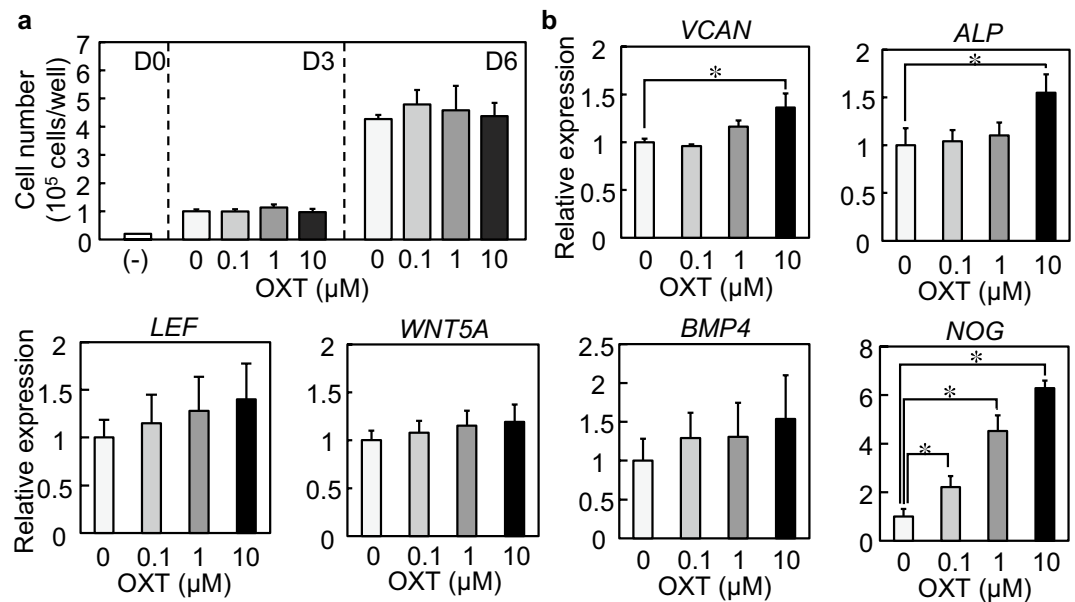 a
Cell number
(10⁵ cells/well)
7
6
5
4
3
2
1
0
D0
D3
D6
(-)
0 0.1 1 10
0 0.1 1 10
OXT (µM)
b
VCAN
Relative expression
2
1.5
1
0.5
0
*
0 0.1 1 10
OXT (µM)
ALP
2
1.5
1
0.5
0
*
0 0.1 1 10
OXT (µM)
LEF
Relative expression
2
1.5
1
0.5
0
0 0.1 1 10
OXT (µM)
WNT5A
2
1.5
1
0.5
0
0 0.1 1 10
OXT (µM)
BMP4
2.5
2
1.5
1
0.5
0
0 0.1 1 10
OXT (µM)
NOG
8
6
4
2
0
*
*
*
0 0.1 1 10
OXT (µM)